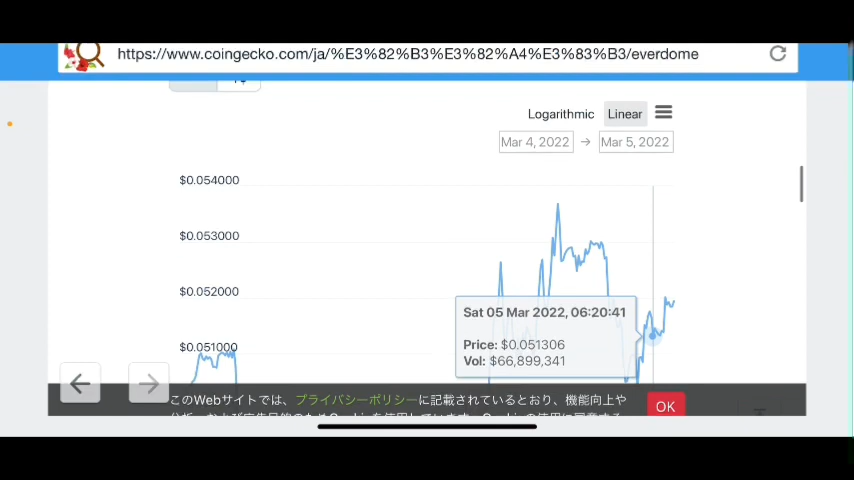 https://www.coingecko.com/ja/%E3%82%B3%E3%82%A4%E3%83%B3/everdome
Logarithmic Linear
Mar 4, 2022 → Mar 5, 2022
$0.054000
$0.053000
$0.052000
$0.051000
Sat 05 Mar 2022, 06:20:41
Price: $0.051306
Vol: $66,899,341
このWebサイトでは、プライバシーポリシーに記載されているとおり、機能向上や
OK